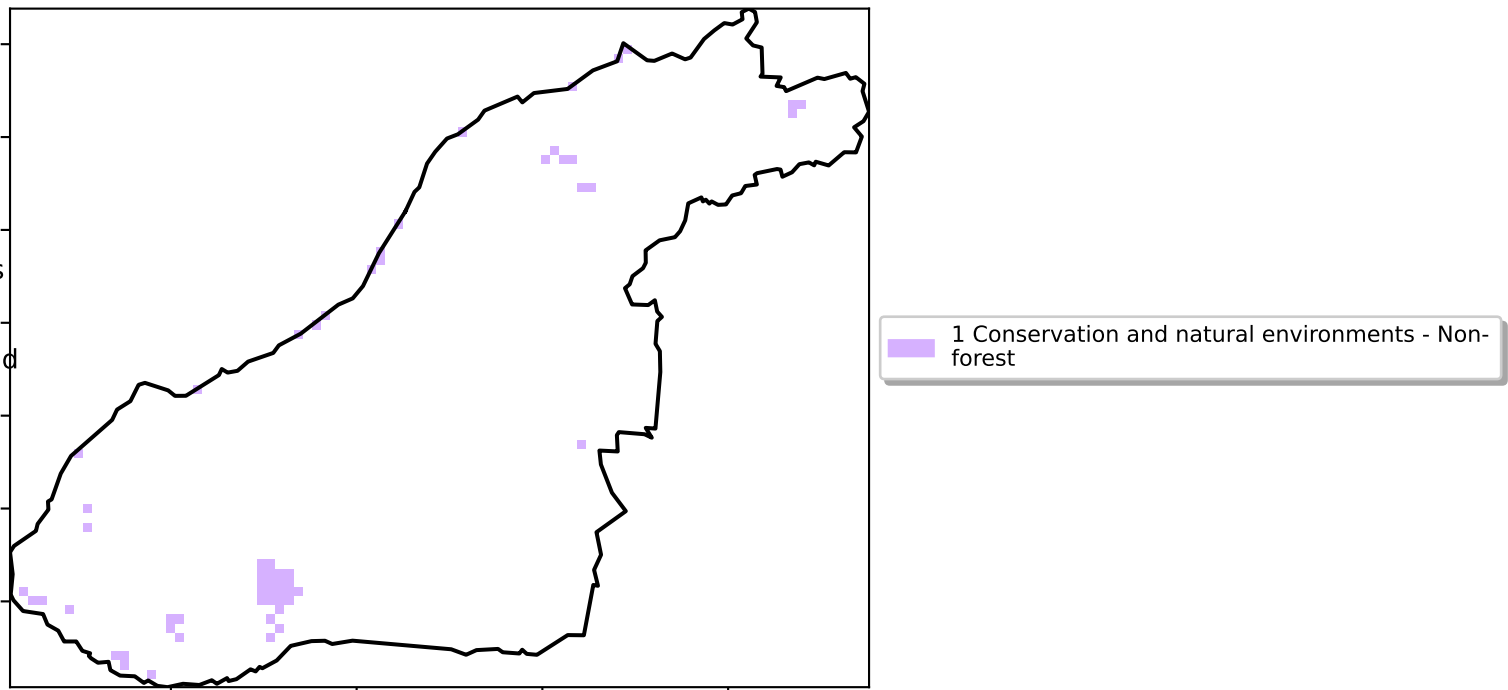 s
d
1 Conservation and natural environments - Non-
forest